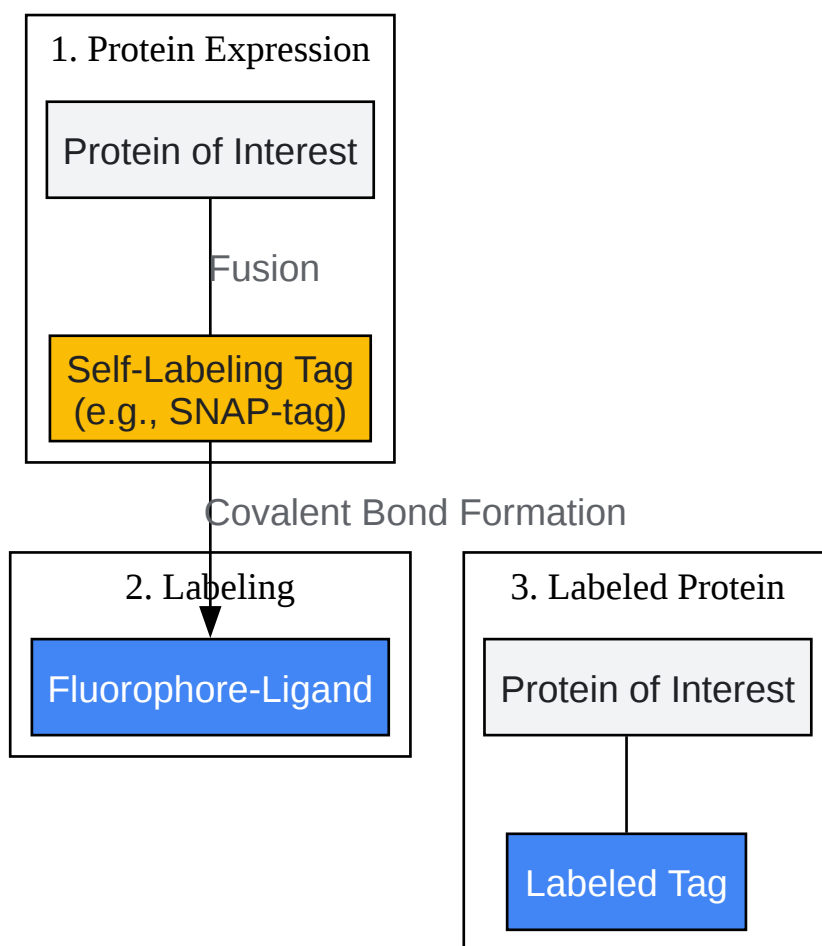 1. Protein Expression
Protein of Interest
Fusion
Self-Labeling Tag
(e.g., SNAP-tag)
Covalent Bond Formation
2. Labeling
Fluorophore-Ligand
3. Labeled Protein
Protein of Interest
Labeled Tag